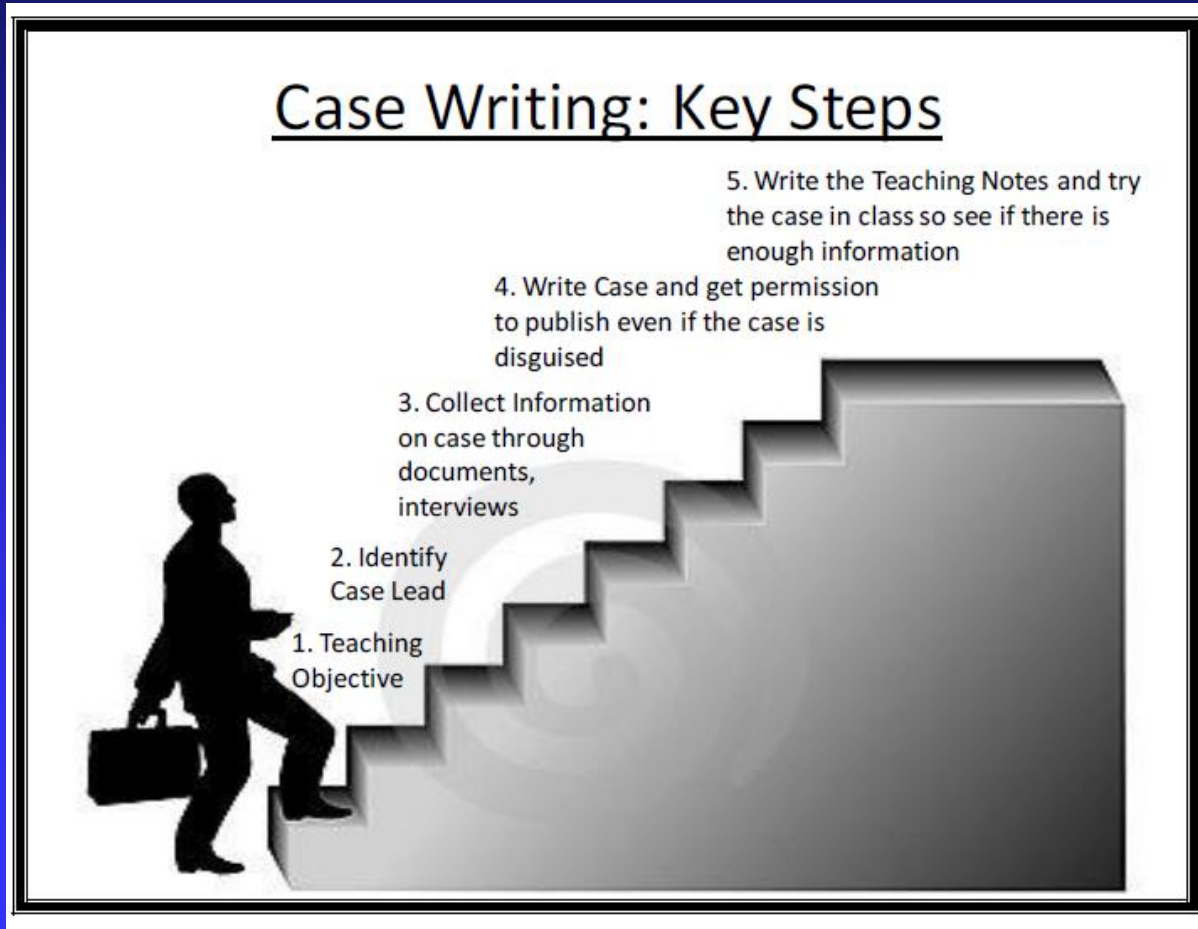 Case Writing: Key Steps
5. Write the Teaching Notes and try
the case in class so see if there is
enough information
4. Write Case and get permission
to publish even if the case is
disguised
3. Collect Information
on case through
documents,
interviews
2. Identify
Case Lead
1. Teaching
Objective